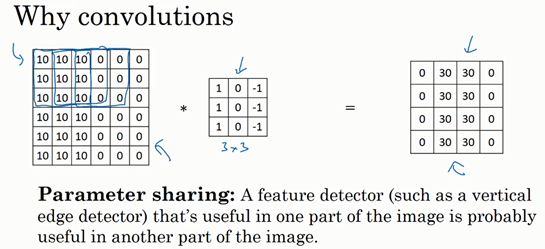 Why convolutions
10 10 10 0 0 0
10 10 10 0 0 0
10 10 10 0 0 0
10 10 10 0 0 0
10 10 10 0 0 0
10 10 10 0 0 0
*
1 0 -1
1 0 -1
1 0 -1
3×3
=
0 30 30 0
0 30 30 0
0 30 30 0
0 30 30 0
Parameter sharing: A feature detector (such as a vertical
edge detector) that's useful in one part of the image is probably
useful in another part of the image.